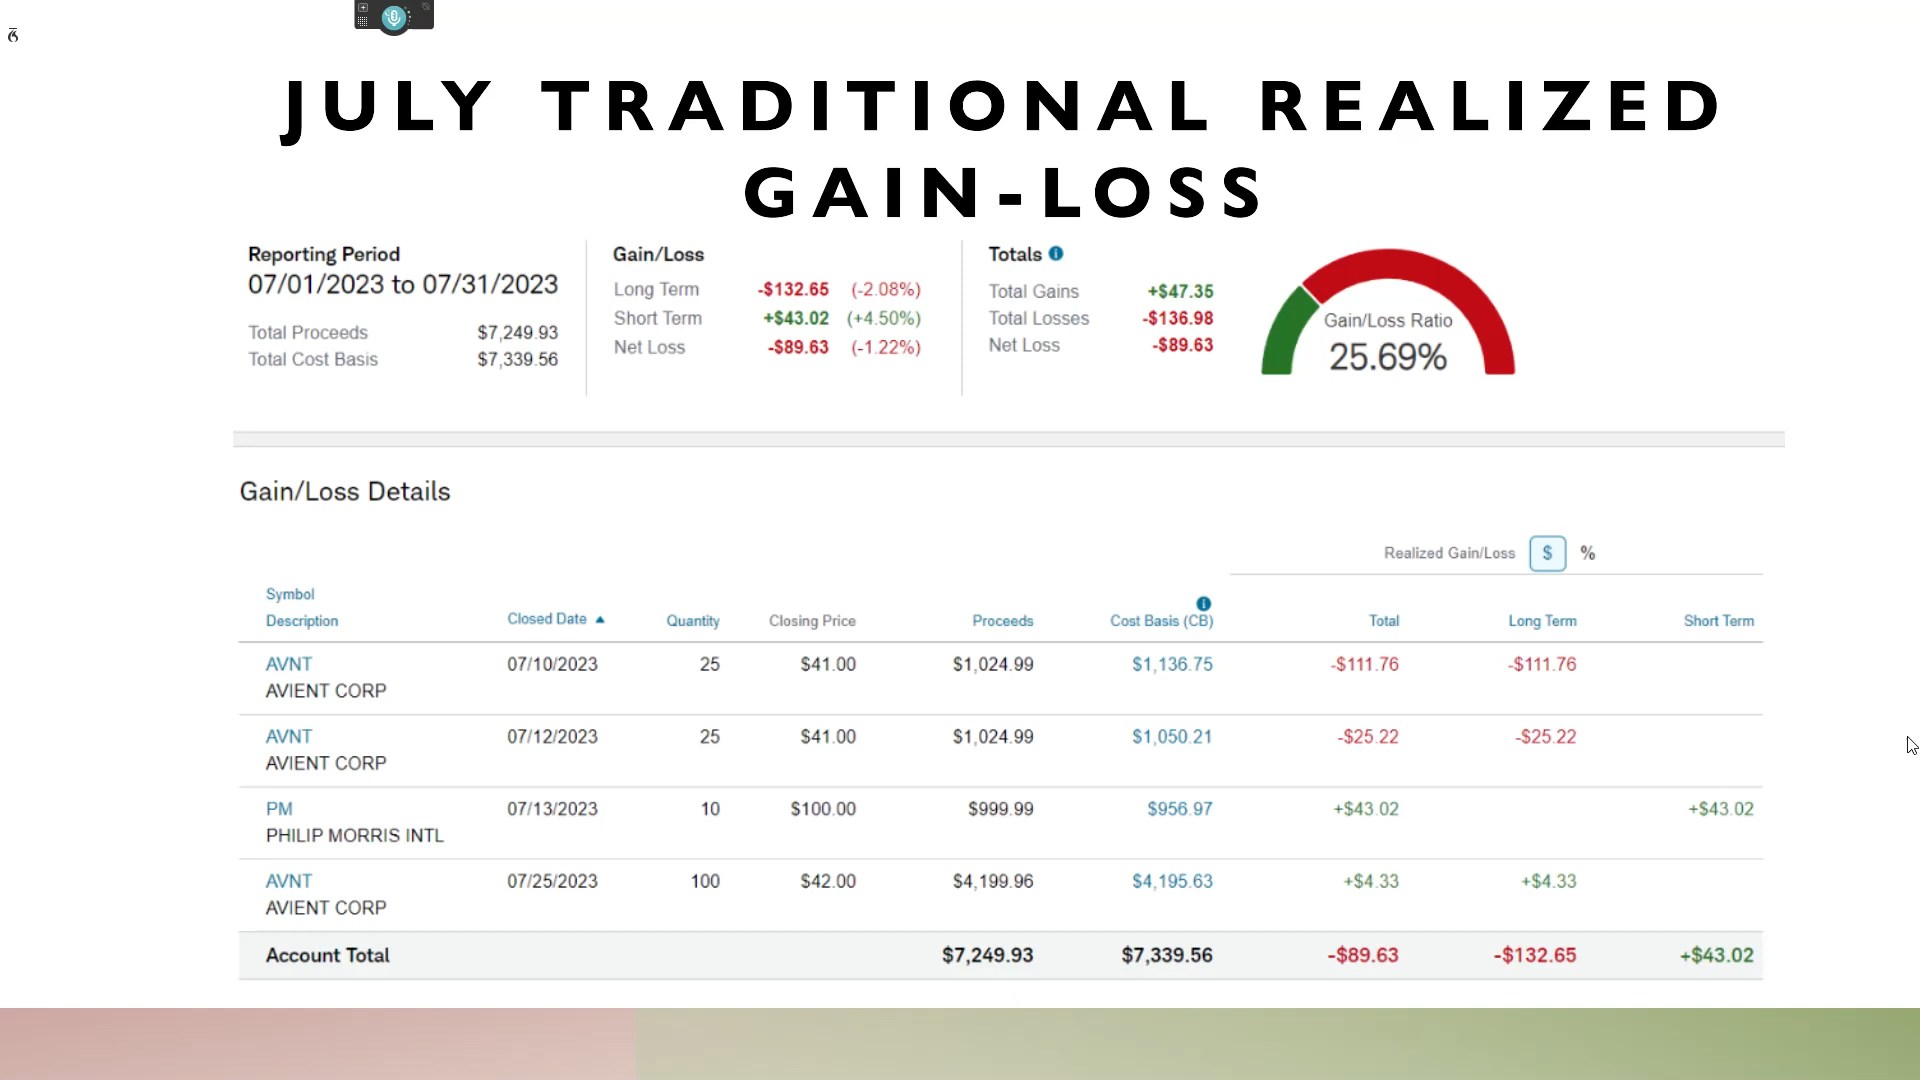 JULY TRADITIONAL REALIZED
GAIN-LOSS
Reporting Period
07/01/2023 to 07/31/2023
Total Proceeds $7,249.93
Total Cost Basis $7,339.56
Gain/Loss
Long Term -$132.65 (-2.08%)
Short Term +$43.02 (+4.50%)
Net Loss -$89.63 (-1.22%)
Totals
Total Gains +$47.35
Total Losses -$136.98
Net Loss -$89.63
Gain/Loss Ratio
25.69%
Gain/Loss Details
Realized Gain/Loss $ %
Symbol
Description Closed Date Quantity Closing Price Proceeds Cost Basis (CB) Total Long Term Short Term
AVNT 07/10/2023 25 $41.00 $1,024.99 $1,136.75 -$111.76 -$111.76
AVIENT CORP
AVNT 07/12/2023 25 $41.00 $1,024.99 $1,050.21 -$25.22 -$25.22
AVIENT CORP
PM 07/13/2023 10 $100.00 $999.99 $956.97 +$43.02 +$43.02
PHILIP MORRIS INTL
AVNT 07/25/2023 100 $42.00 $4,199.96 $4,195.63 +$4.33 +$4.33
AVIENT CORP
Account Total $7,249.93 $7,339.56 -$89.63 -$132.65 +$43.02